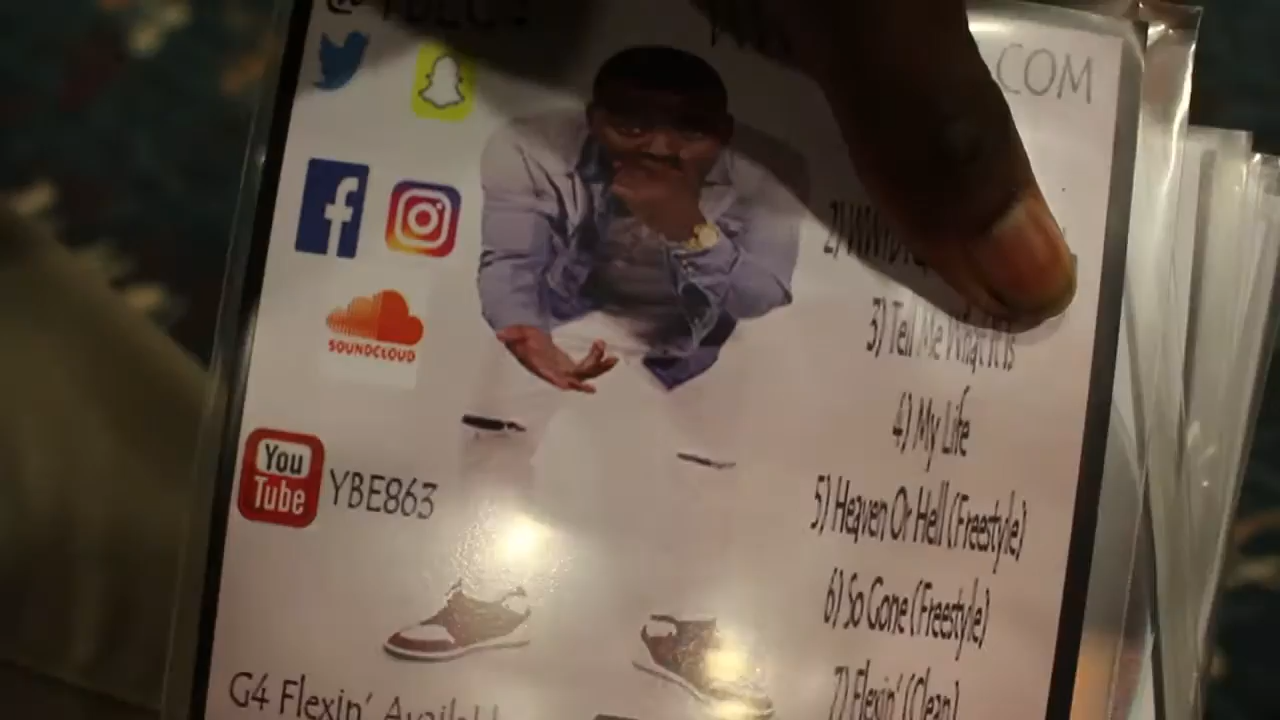 .COM
SOUNDCLOUD
You
Tube
YBE863
3) Tell Me What It Is
4) My Life
5) Heaven Or Hell (Freestyle)
6) So Gone (Freestyle)
7) Flexin' (Clean)
G4 Flexin'